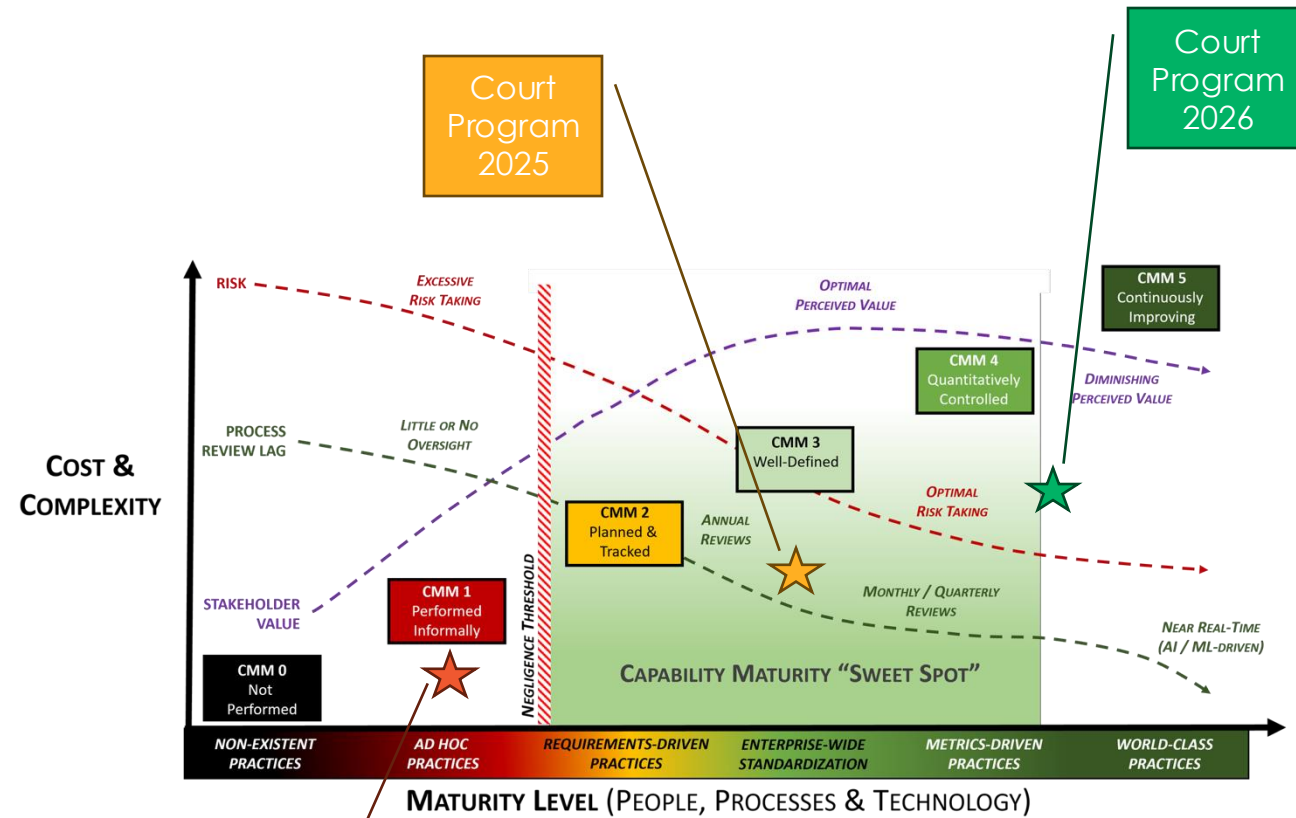 Court
Program
2025
Court
Program
2026
RISK
EXCESSIVE
RISK TAKING
OPTIMAL
PERCEIVED VALUE
CMM 5
Continuously
Improving
CMM 4
Quantitatively
Controlled
DIMINISHING
PERCEIVED VALUE
PROCESS
REVIEW LAG
LITTLE OR NO
OVERSIGHT
CMM 3
Well-Defined
COST &
COMPLEXITY
OPTIMAL
RISK TAKING
CMM 2
Planned &
Tracked
ANNUAL
REVIEWS
NEGLIGENCE THRESHOLD
CMM 1
Performed
Informally
STAKEHOLDER
VALUE
MONTHLY / QUARTERLY
REVIEWS
NEAR REAL-TIME
(AI / ML-DRIVEN)
CMM 0
Not
Performed
CAPABILITY MATURITY “SWEET SPOT”
NON-EXISTENT
PRACTICES
AD HOC
PRACTICES
REQUIREMENTS-DRIVEN
PRACTICES
ENTERPRISE-WIDE
STANDARDIZATION
METRICS-DRIVEN
PRACTICES
WORLD-CLASS
PRACTICES
MATURITY LEVEL (PEOPLE, PROCESSES & TECHNOLOGY)